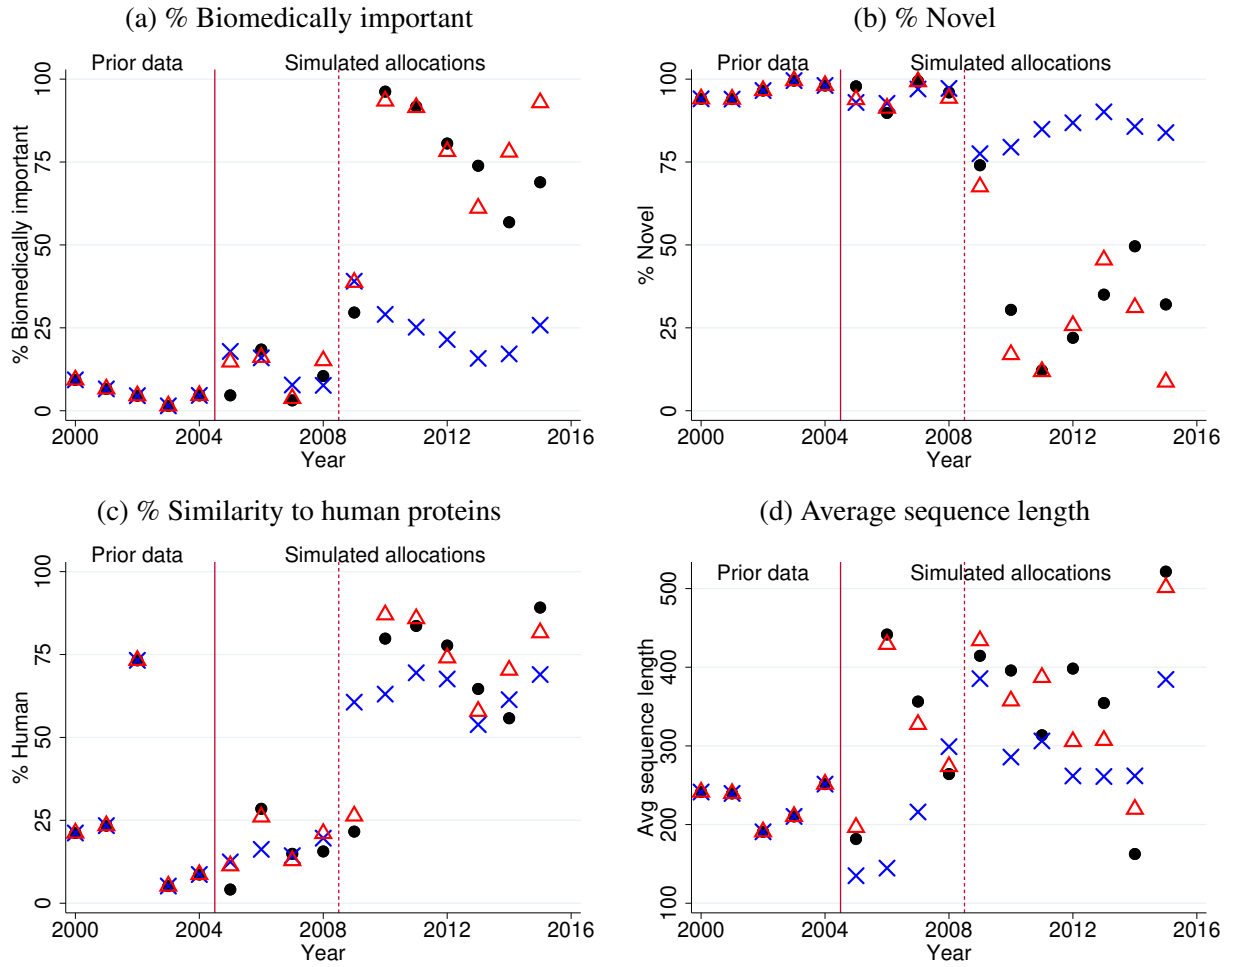 (a) % Biomedically important
Prior data
Simulated allocations
% Biomedically important
0
25
50
75
100
2000
2004
2008
2012
2016
Year
(b) % Novel
Prior data
Simulated allocations
% Novel
0
25
50
75
100
2000
2004
2008
2012
2016
Year
(c) % Similarity to human proteins
Prior data
Simulated allocations
% Human
0
25
50
75
100
2000
2004
2008
2012
2016
Year
(d) Average sequence length
Prior data
Simulated allocations
Avg sequence length
100
200
300
400
500
2000
2004
2008
2012
2016
Year